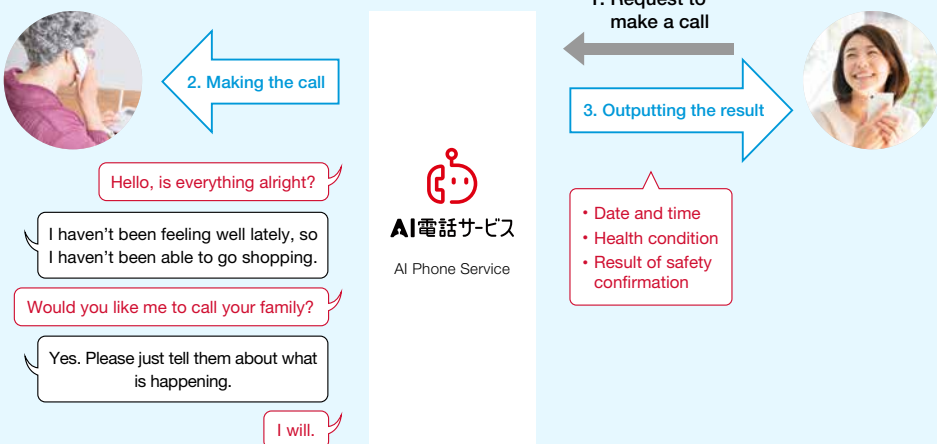 1. Request to
make a call
2. Making the call
3. Outputting the result
Hello, is everything alright?
I haven’t been feeling well lately, so
I haven’t been able to go shopping.
Would you like me to call your family?
Yes. Please just tell them about what
is happening.
I will.
AI電話サービス
AI Phone Service
• Date and time
• Health condition
• Result of safety
confirmation